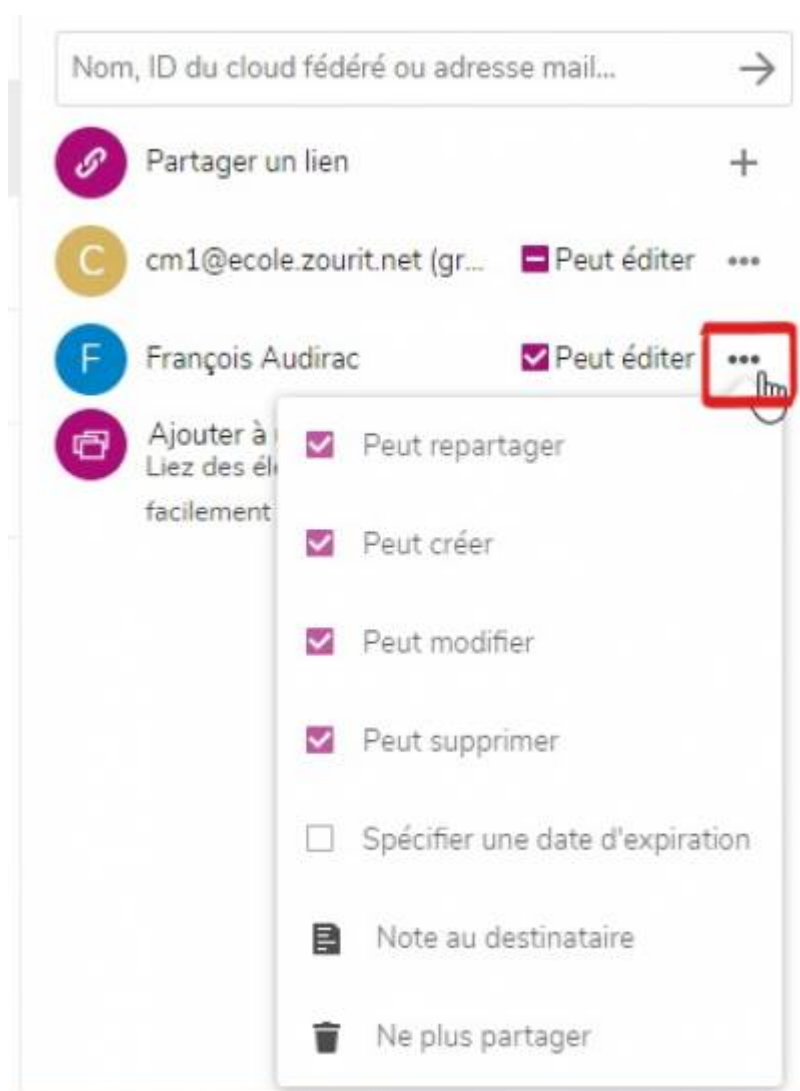 Nom, ID du cloud fédéré ou adresse mail...
Partager un lien
C cm1@ecole.zourit.net (gr... Peut éditer
F François Audirac Peut éditer
Ajouter à
Liez des élé
facilement
Peut repartager
Peut créer
Peut modifier
Peut supprimer
Spécifier une date d'expiration
Note au destinataire
Ne plus partager